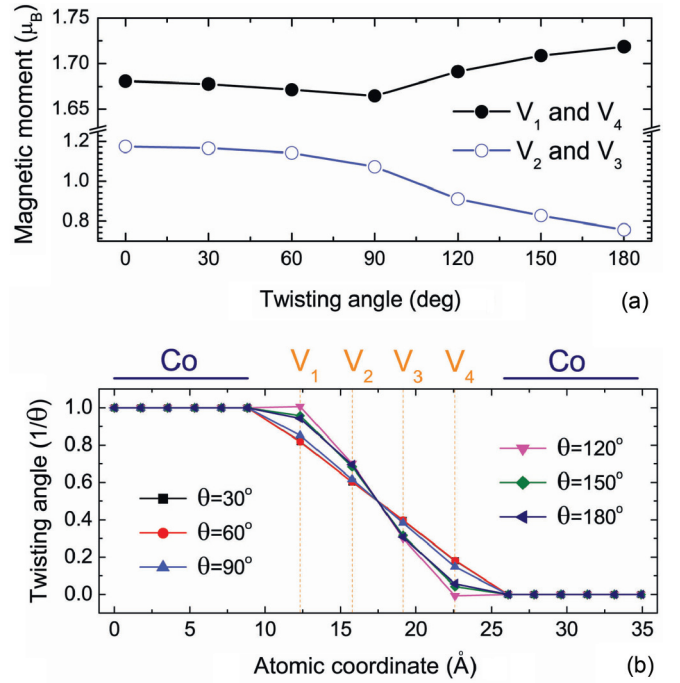 Magnetic moment (μB)
1.75
1.70
1.65
1.2
1.0
0.8
V1 and V4
V2 and V3
0 30 60 90 120 150 180
Twisting angle (deg)
(a)
Co V1 V2 V3 V4 Co
Twisting angle (1/θ)
1.0
0.8
0.6
0.4
0.2
0.0
θ=30°
θ=60°
θ=90°
θ=120°
θ=150°
θ=180°
0 5 10 15 20 25 30 35
Atomic coordinate (Å)
(b)